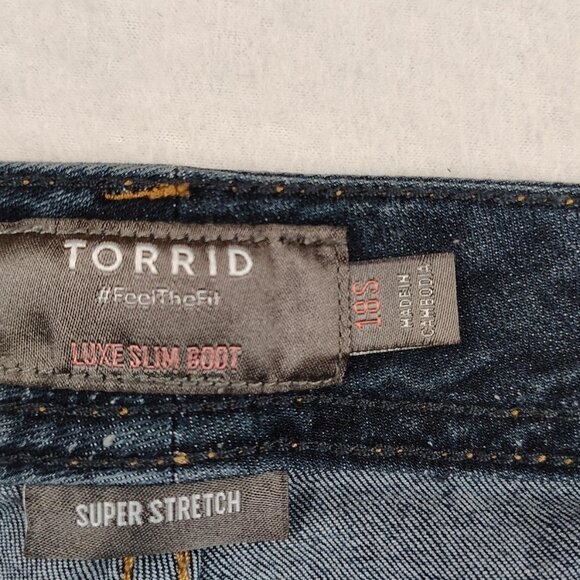 TORRID
#FeelTheFit
LUXE SLIM BOOT
18S
MADE IN
CAMBODIA
SUPER STRETCH